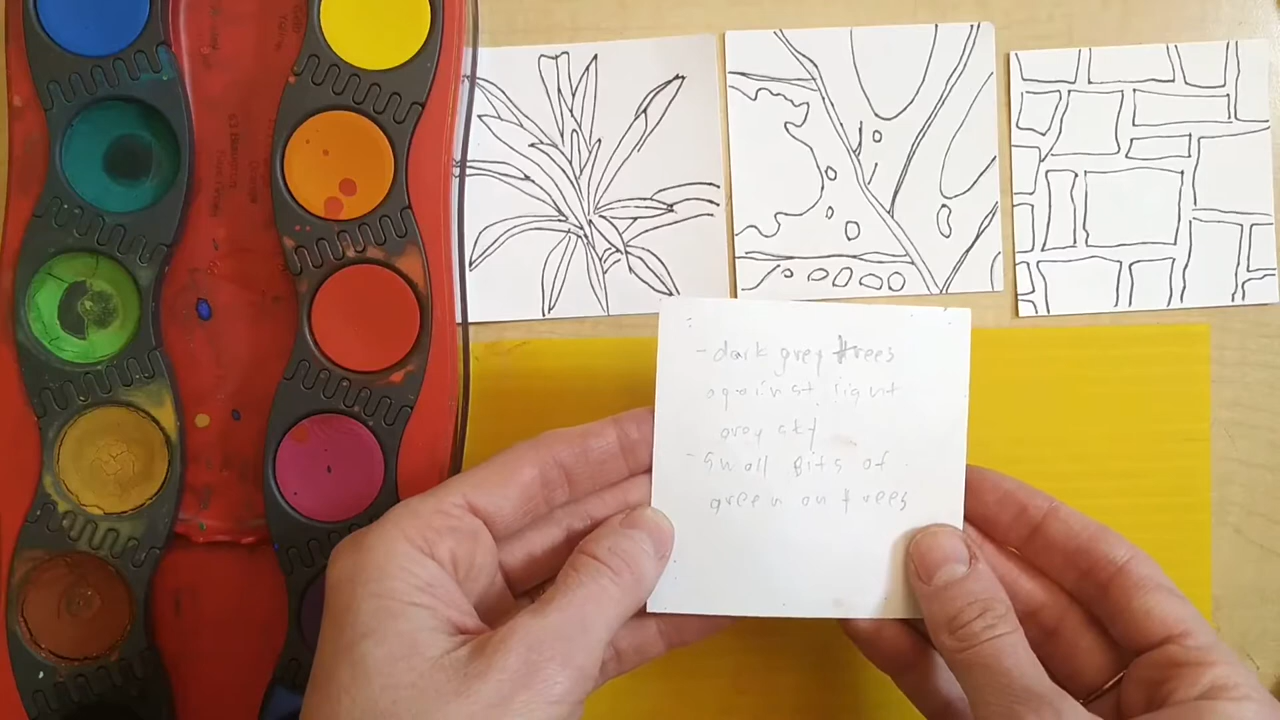 - dark grey trees
against light
grey sky
- small bits of
green on trees